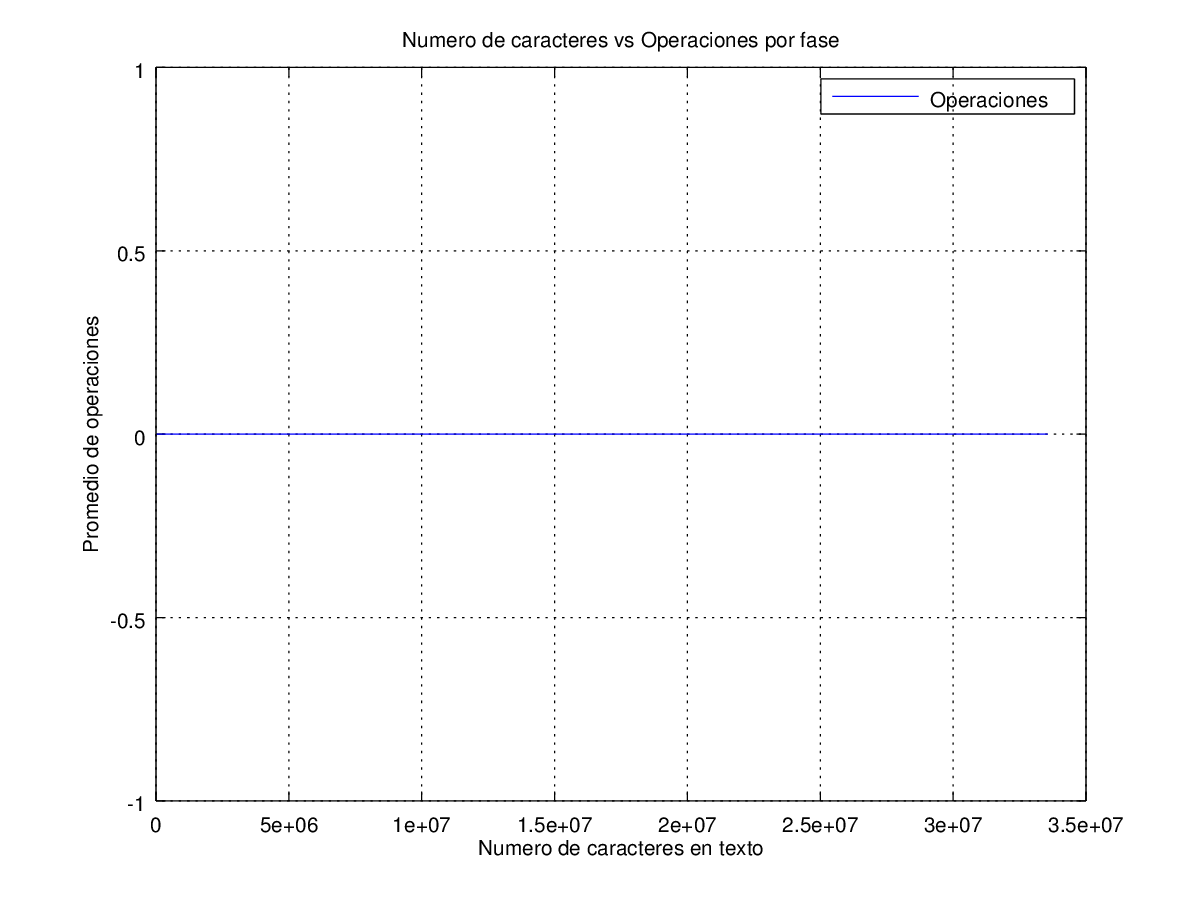 Numero de caracteres vs Operaciones por fase
1
Operaciones
0.5
Promedio de operaciones
0
-0.5
-1
0 5e+06 1e+07 1.5e+07 2e+07 2.5e+07 3e+07 3.5e+07
Numero de caracteres en texto